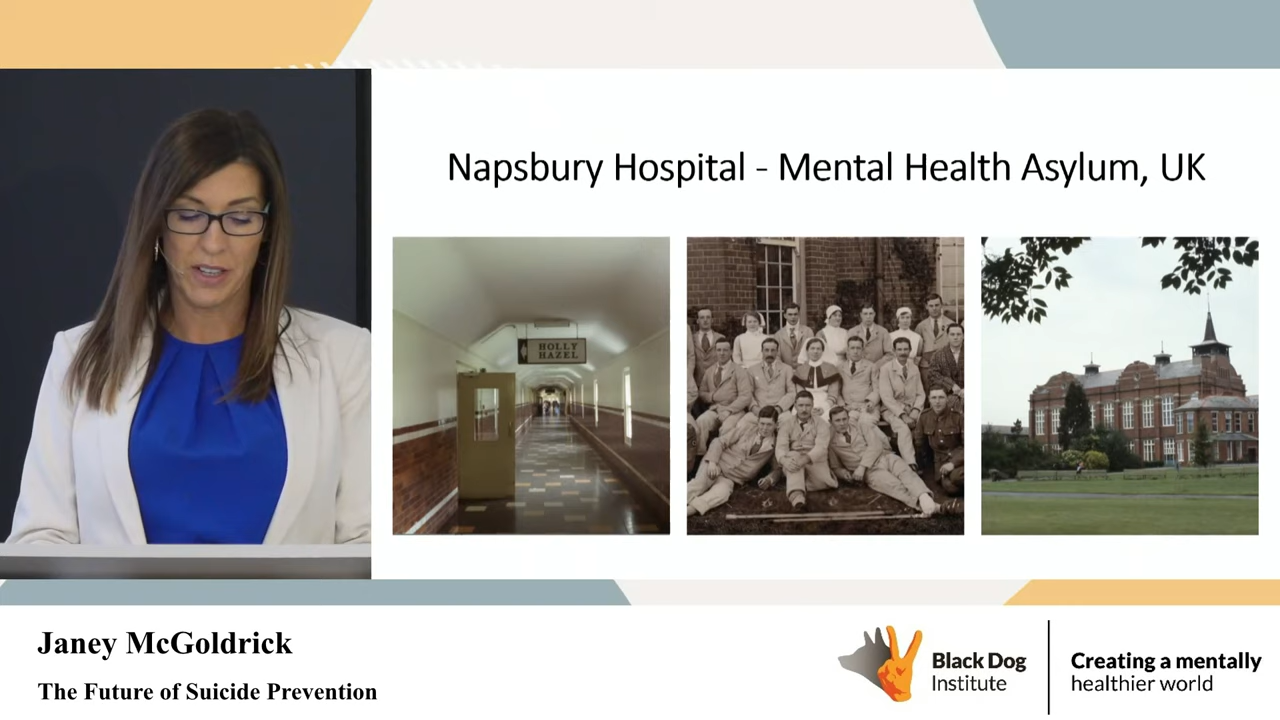 Napsbury Hospital - Mental Health Asylum, UK
HOLLY
HAZEL
Janey McGoldrick
The Future of Suicide Prevention
Black Dog
Institute
Creating a mentally
healthier world